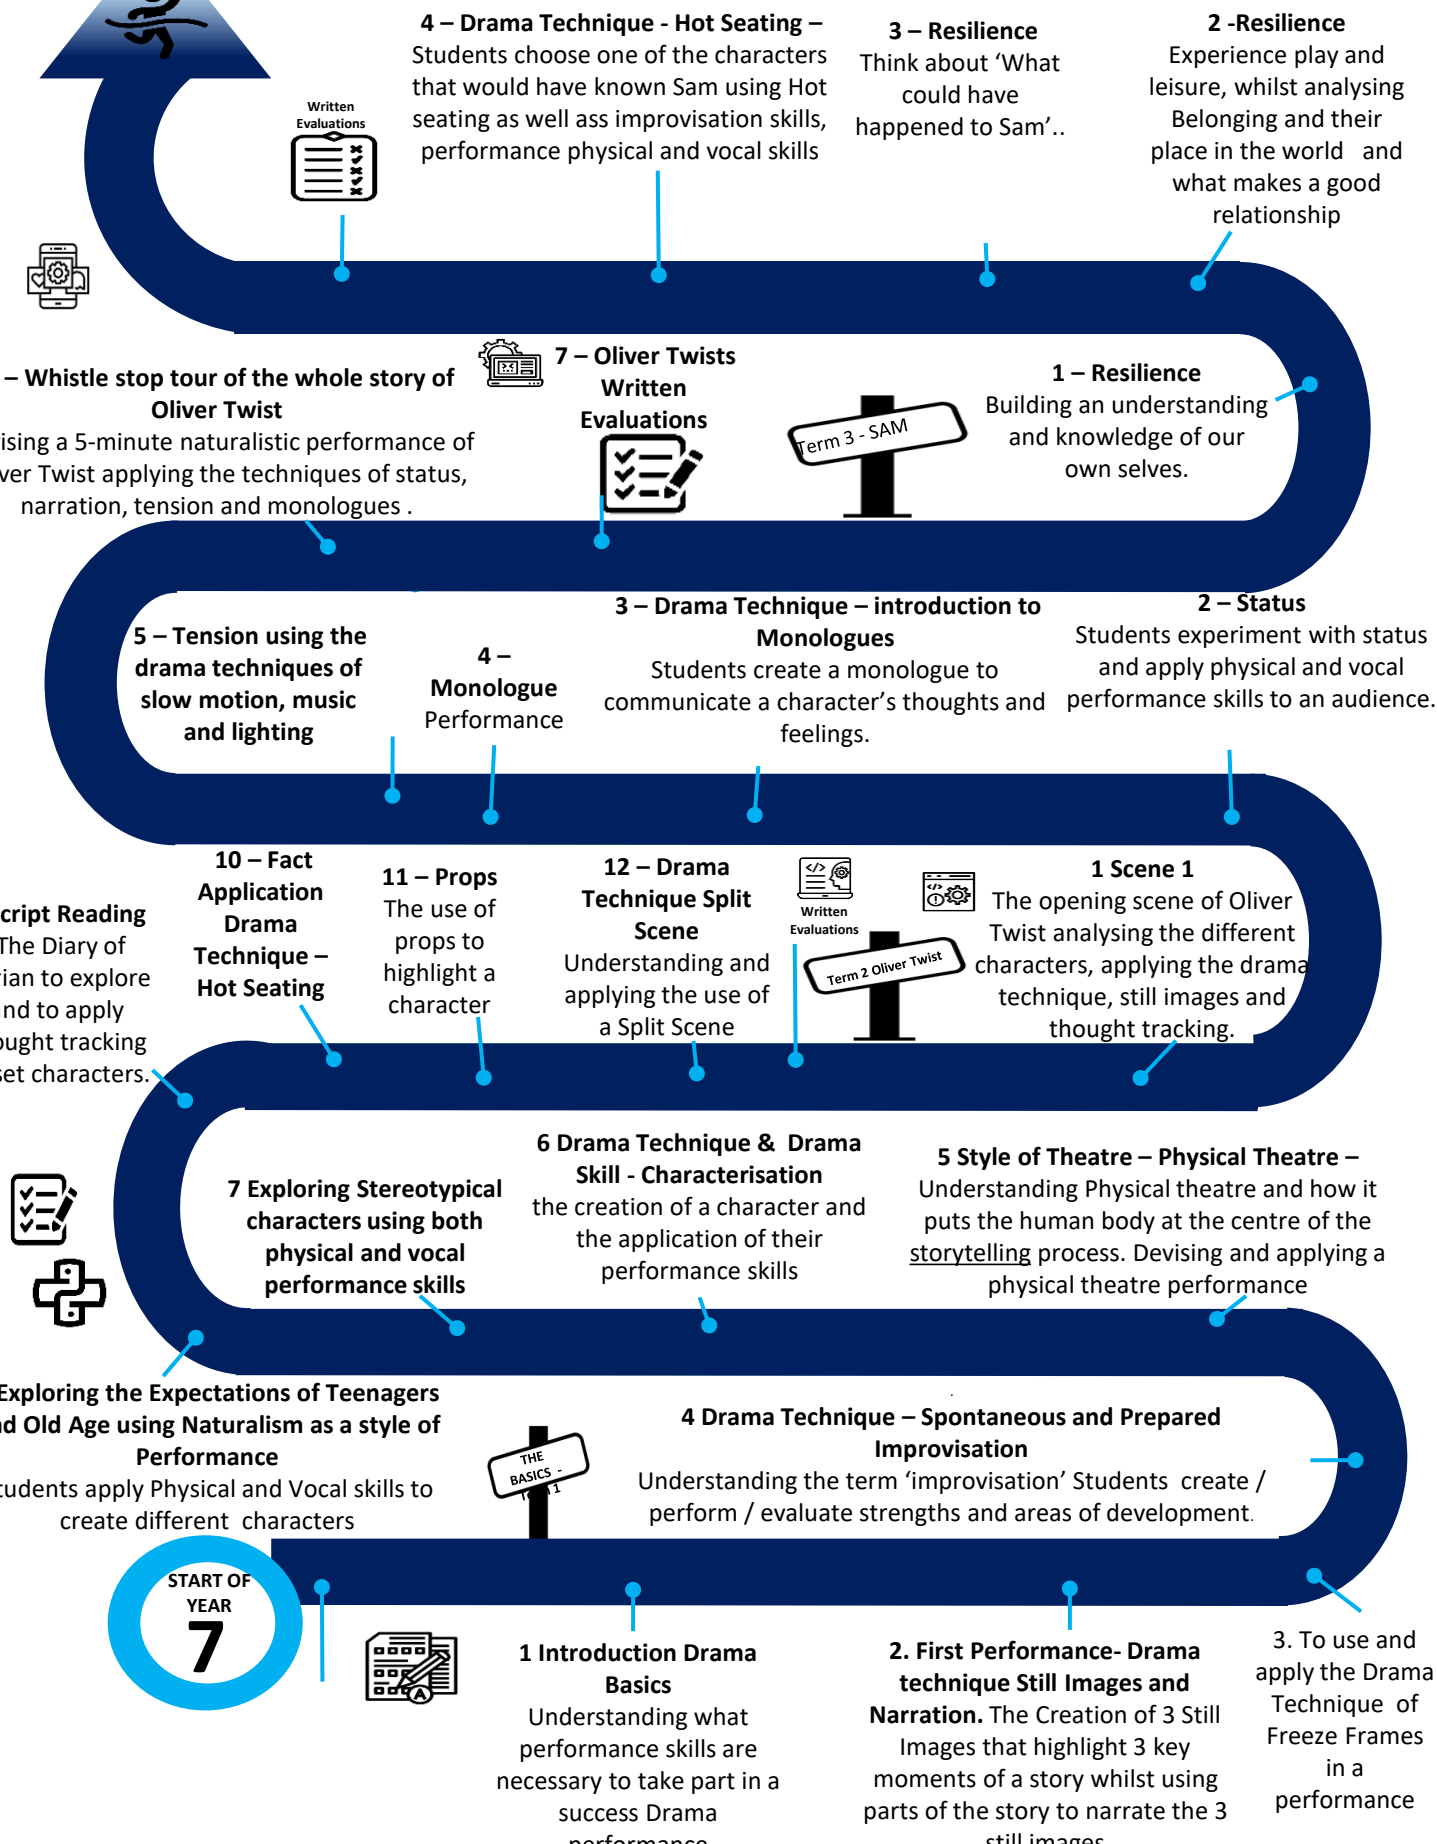 4 – Drama Technique - Hot Seating –
Students choose one of the characters
that would have known Sam using Hot
seating as well ass improvisation skills,
performance physical and vocal skills
3 – Resilience
Think about ‘What
could have
happened to Sam’..
2 -Resilience
Experience play and
leisure, whilst analysing
Belonging and their
place in the world and
what makes a good
relationship
Written
Evaluations
– Whistle stop tour of the whole story of
Oliver Twist
ising a 5-minute naturalistic performance of
ver Twist applying the techniques of status,
narration, tension and monologues .
7 – Oliver Twists
Written
Evaluations
Term 3 - SAM
1 – Resilience
Building an understanding
and knowledge of our
own selves.
5 – Tension using the
drama techniques of
slow motion, music
and lighting
4 –
Monologue
Performance
3 – Drama Technique – introduction to
Monologues
Students create a monologue to
communicate a character’s thoughts and
feelings.
2 – Status
Students experiment with status
and apply physical and vocal
performance skills to an audience.
cript Reading
The Diary of
rian to explore
nd to apply
ought tracking
set characters.
10 – Fact
Application
Drama
Technique –
Hot Seating
11 – Props
The use of
props to
highlight a
character
12 – Drama
Technique Split
Scene
Understanding and
applying the use of
a Split Scene
Written
Evaluations
Term 2 Oliver Twist
1 Scene 1
The opening scene of Oliver
Twist analysing the different
characters, applying the drama
technique, still images and
thought tracking.
7 Exploring Stereotypical
characters using both
physical and vocal
performance skills
6 Drama Technique & Drama
Skill - Characterisation
the creation of a character and
the application of their
performance skills
5 Style of Theatre – Physical Theatre –
Understanding Physical theatre and how it
puts the human body at the centre of the
storytelling process. Devising and applying a
physical theatre performance
Exploring the Expectations of Teenagers
d Old Age using Naturalism as a style of
Performance
tudents apply Physical and Vocal skills to
create different characters
THE
BASICS -
Term 1
4 Drama Technique – Spontaneous and Prepared
Improvisation
Understanding the term ‘improvisation’ Students create /
perform / evaluate strengths and areas of development.
START OF
YEAR
7
1 Introduction Drama
Basics
Understanding what
performance skills are
necessary to take part in a
success Drama
performance
2. First Performance- Drama
technique Still Images and
Narration. The Creation of 3 Still
Images that highlight 3 key
moments of a story whilst using
parts of the story to narrate the 3
still images
3. To use and
apply the Drama
Technique of
Freeze Frames
in a
performance